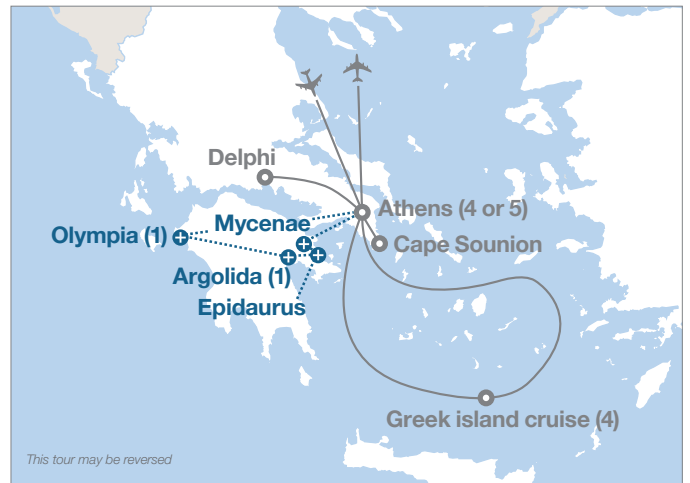 Delphi
Athens (4 or 5)
Mycenae
Olympia (1)
Cape Sounion
Argolida (1)
Epidaurus
Greek island cruise (4)
This tour may be reversed